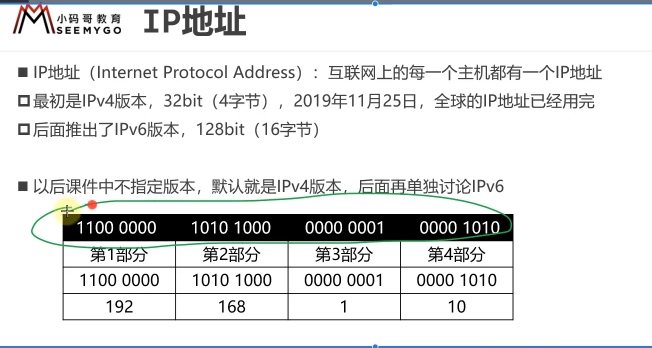 小码哥教育
SEEMYGO
IP地址
IP地址（Internet Protocol Address）：互联网上的每一个主机都有一个IP地址
最初是IPv4版本，32bit（4字节），2019年11月25日，全球的IP地址已经用完
后面推出了IPv6版本，128bit（16字节）
以后课件中不指定版本，默认就是IPv4版本，后面再单独讨论IPv6
1100 0000 1010 1000 0000 0001 0000 1010
第1部分 第2部分 第3部分 第4部分
1100 0000 1010 1000 0000 0001 0000 1010
192 168 1 10